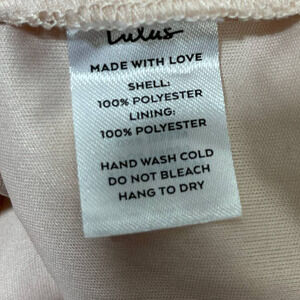 Lulus
MADE WITH LOVE
SHELL:
100% POLYESTER
LINING:
100% POLYESTER
HAND WASH COLD
DO NOT BLEACH
HANG TO DRY